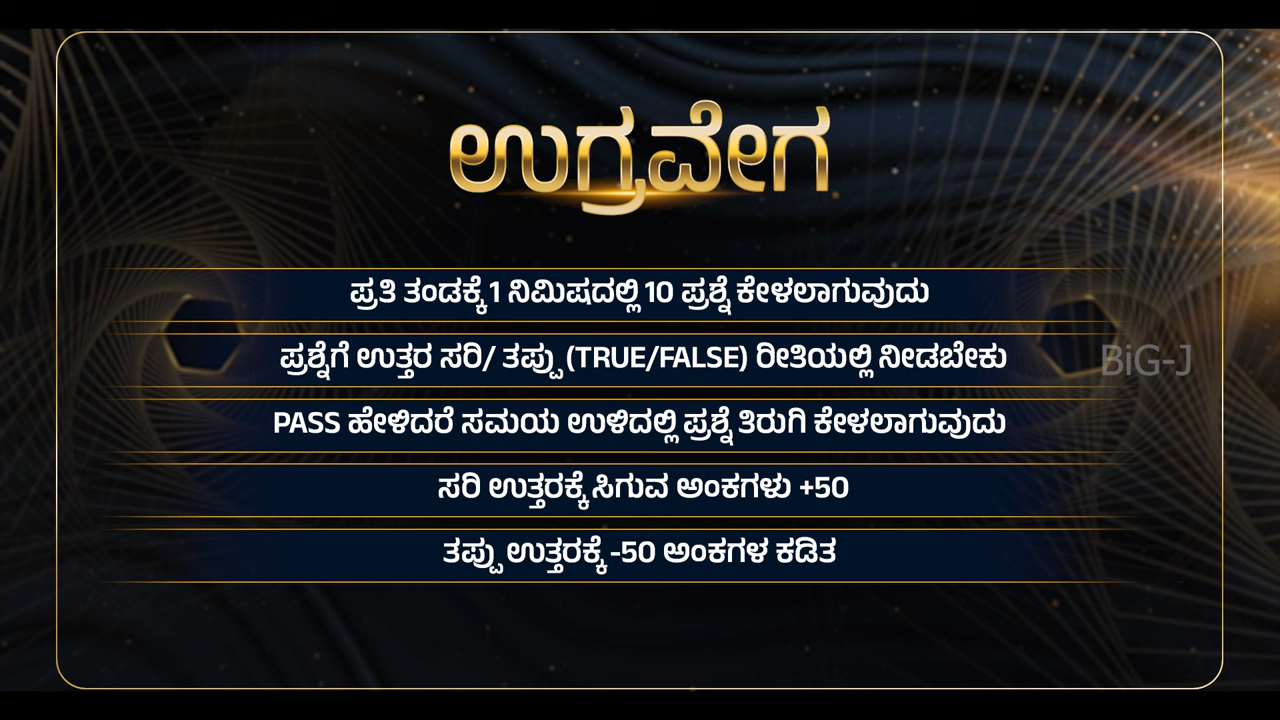 ಉಗ್ರವೇಗ
ಪ್ರತಿ ತಂಡಕ್ಕೆ 1 ನಿಮಿಷದಲ್ಲಿ 10 ಪ್ರಶ್ನೆ ಕೇಳಲಾಗುವುದು
ಪ್ರಶ್ನೆಗೆ ಉತ್ತರ ಸರಿ/ ತಪ್ಪು (TRUE/FALSE) ರೀತಿಯಲ್ಲಿ ನೀಡಬೇಕು
BiG-J
PASS ಹೇಳಿದರೆ ಸಮಯ ಉಳಿದಲ್ಲಿ ಪ್ರಶ್ನೆ ತಿರುಗಿ ಕೇಳಲಾಗುವುದು
ಸರಿ ಉತ್ತರಕ್ಕೆ ಸಿಗುವ ಅಂಕಗಳು +50
ತಪ್ಪು ಉತ್ತರಕ್ಕೆ -50 ಅಂಕಗಳ ಕಡಿತ